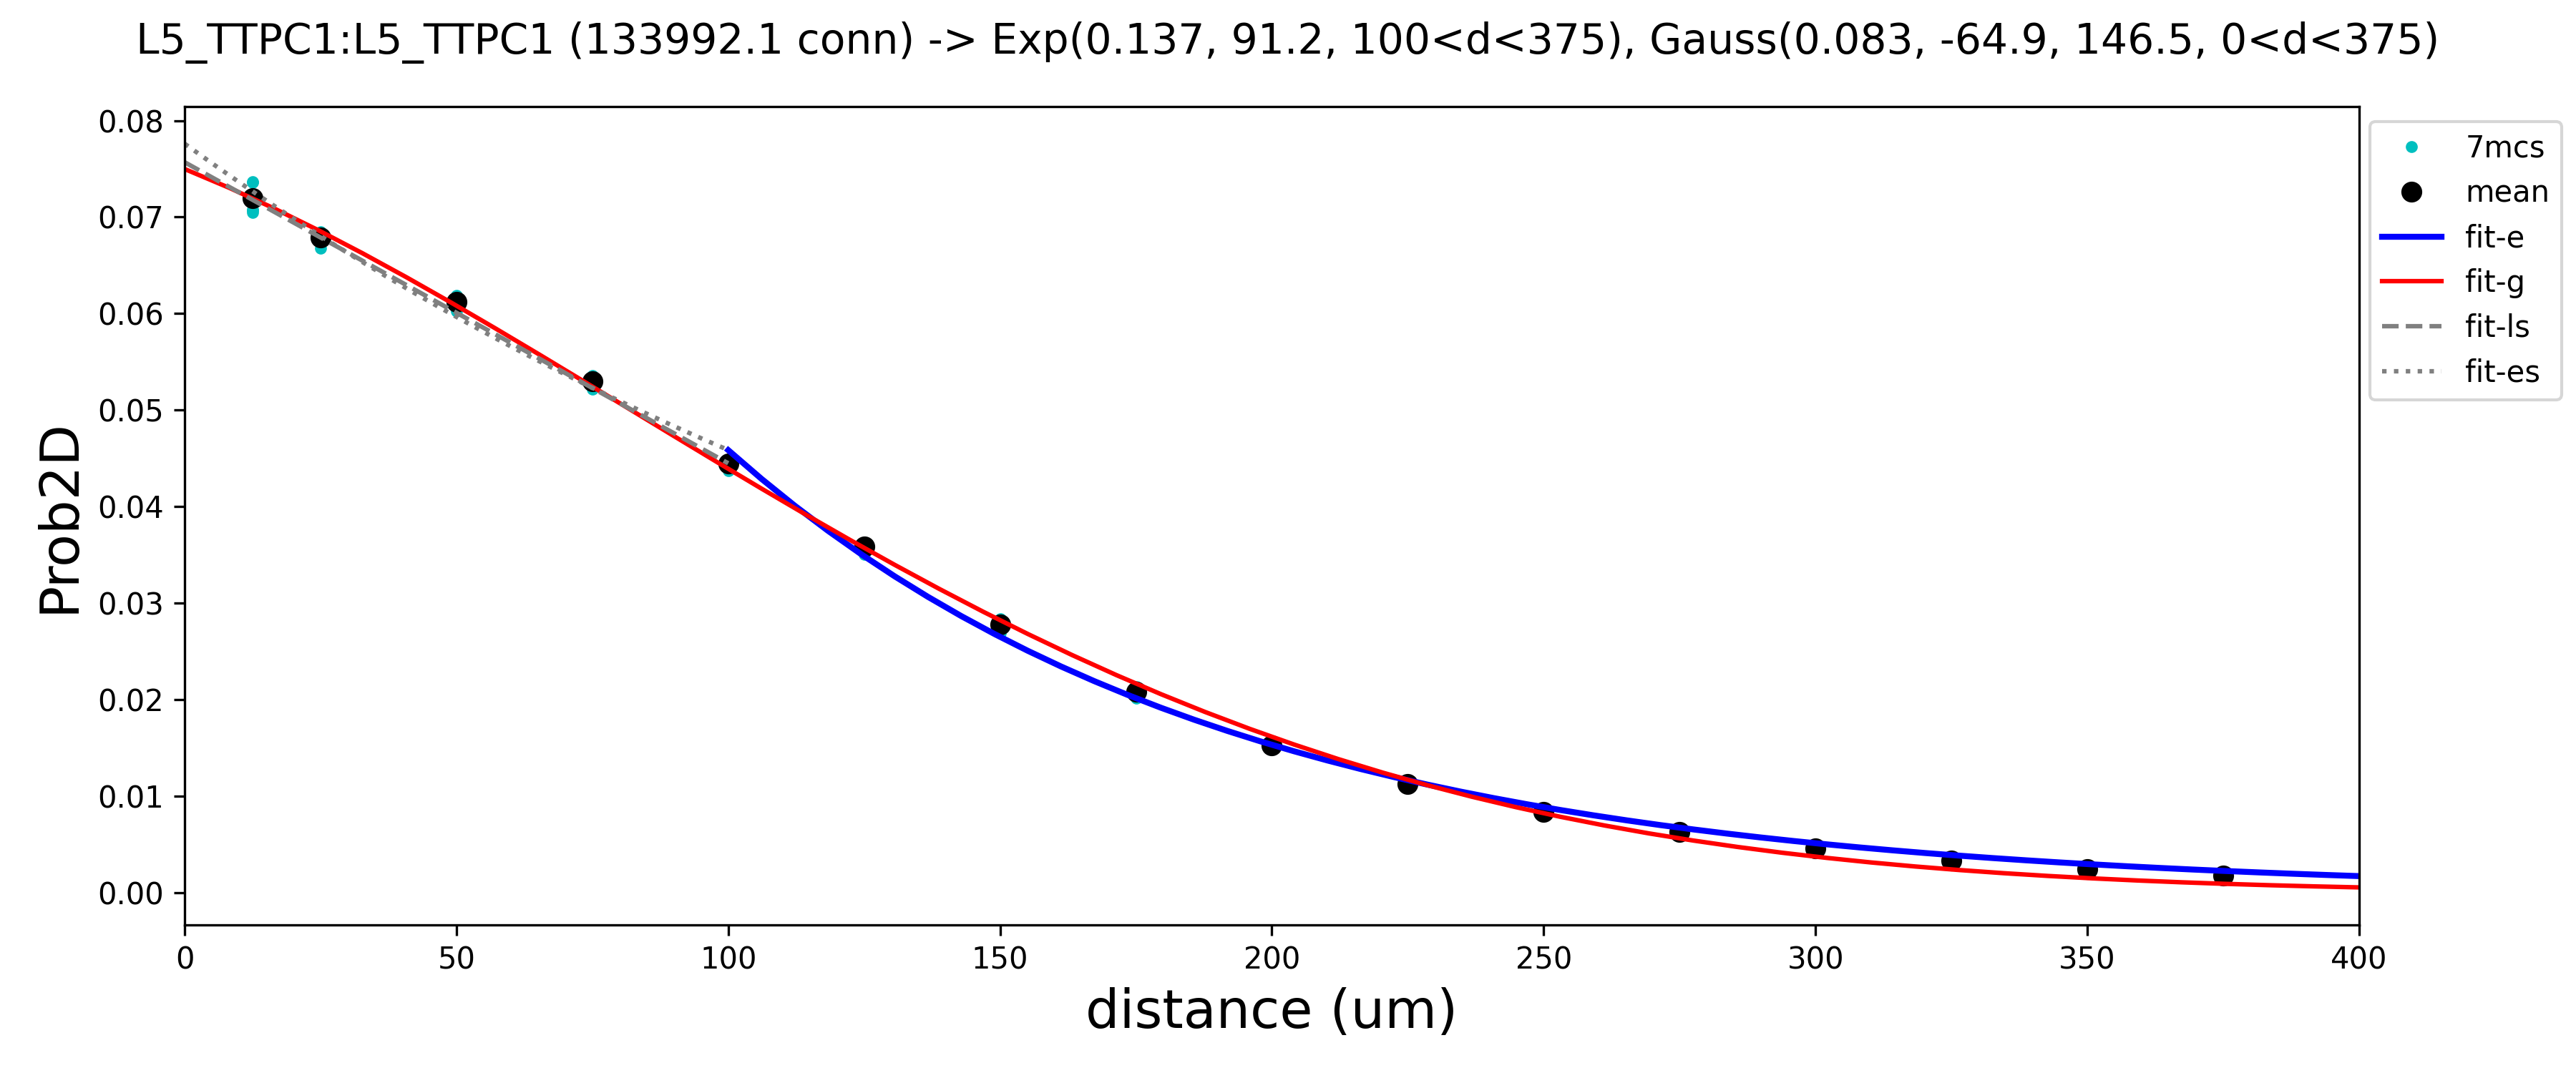 L5_TTPC1:L5_TTPC1 (133992.1 conn) -> Exp(0.137, 91.2, 100<d<375), Gauss(0.083, -64.9, 146.5, 0<d<375)
Prob2D
0.08
0.07
0.06
0.05
0.04
0.03
0.02
0.01
0.00
0 50 100 150 200 250 300 350 400
distance (um)
7mcs
mean
fit-e
fit-g
fit-ls
fit-es